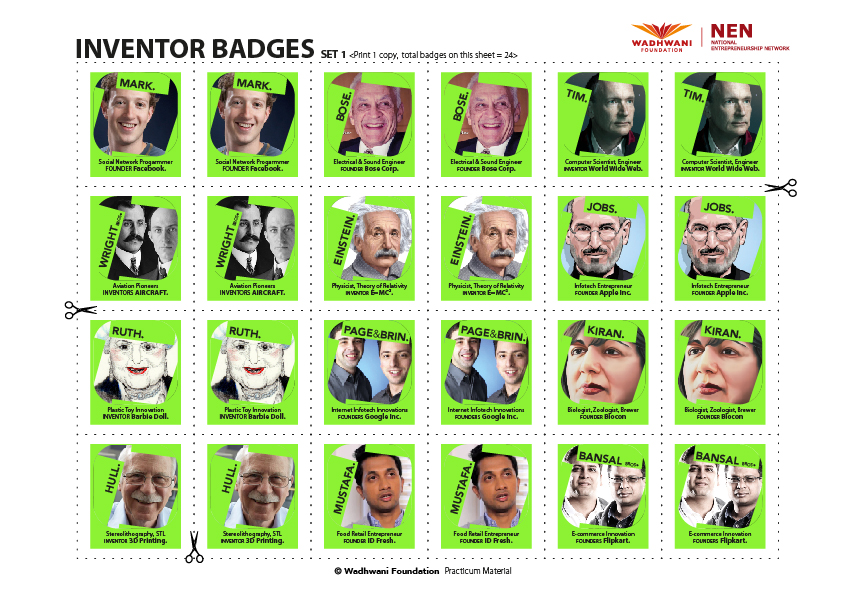 INVENTOR BADGES SET 1 <Print 1 copy, total badges on this sheet = 24>
WADHWANI
FOUNDATION
NEN
NATIONAL
ENTREPRENEURSHIP NETWORK
MARK. MARK. BOSE. BOSE. TIM. TIM.
Social Network Progarmmer Social Network Progarmmer Electrical & Sound Engineer Electrical & Sound Engineer Computer Scientist, Engineer Computer Scientist, Engineer
FOUNDER Facebook. FOUNDER Facebook. FOUNDER Bose Corp. FOUNDER Bose Corp. INVENTOR World Wide Web. INVENTOR World Wide Web.
WRIGHT BROS. WRIGHT BROS. EINSTEIN. EINSTEIN. JOBS. JOBS.
Aviation Pioneers Aviation Pioneers Physicist, Theory of Relativity Physicist, Theory of Relativity Infotech Entrepreneur Infotech Entrepreneur
INVENTORS AIRCRAFT. INVENTORS AIRCRAFT. INVENTOR E=MC². INVENTOR E=MC². FOUNDER Apple Inc. FOUNDER Apple Inc.
RUTH. RUTH. PAGE&BRIN. PAGE&BRIN. KIRAN. KIRAN.
Plastic Toy Innovation Plastic Toy Innovation Internet Infotech Innovations Internet Infotech Innovations Biologist, Zoologist, Brewer Biologist, Zoologist, Brewer
INVENTOR Barbie Doll. INVENTOR Barbie Doll. FOUNDERS Google Inc. FOUNDERS Google Inc. FOUNDER Biocon FOUNDER Biocon
HULL. HULL. MUSTAFA. MUSTAFA. BANSAL BROS. BANSAL BROS.
Stereolithography, STL Stereolithography, STL Food Retail Entrepreneur Food Retail Entrepreneur E-commerce Innovation E-commerce Innovation
INVENTOR 3D Printing. INVENTOR 3D Printing. FOUNDER ID Fresh. FOUNDER ID Fresh. FOUNDERS Flipkart. FOUNDERS Flipkart.
© Wadhwani Foundation Practicum Material